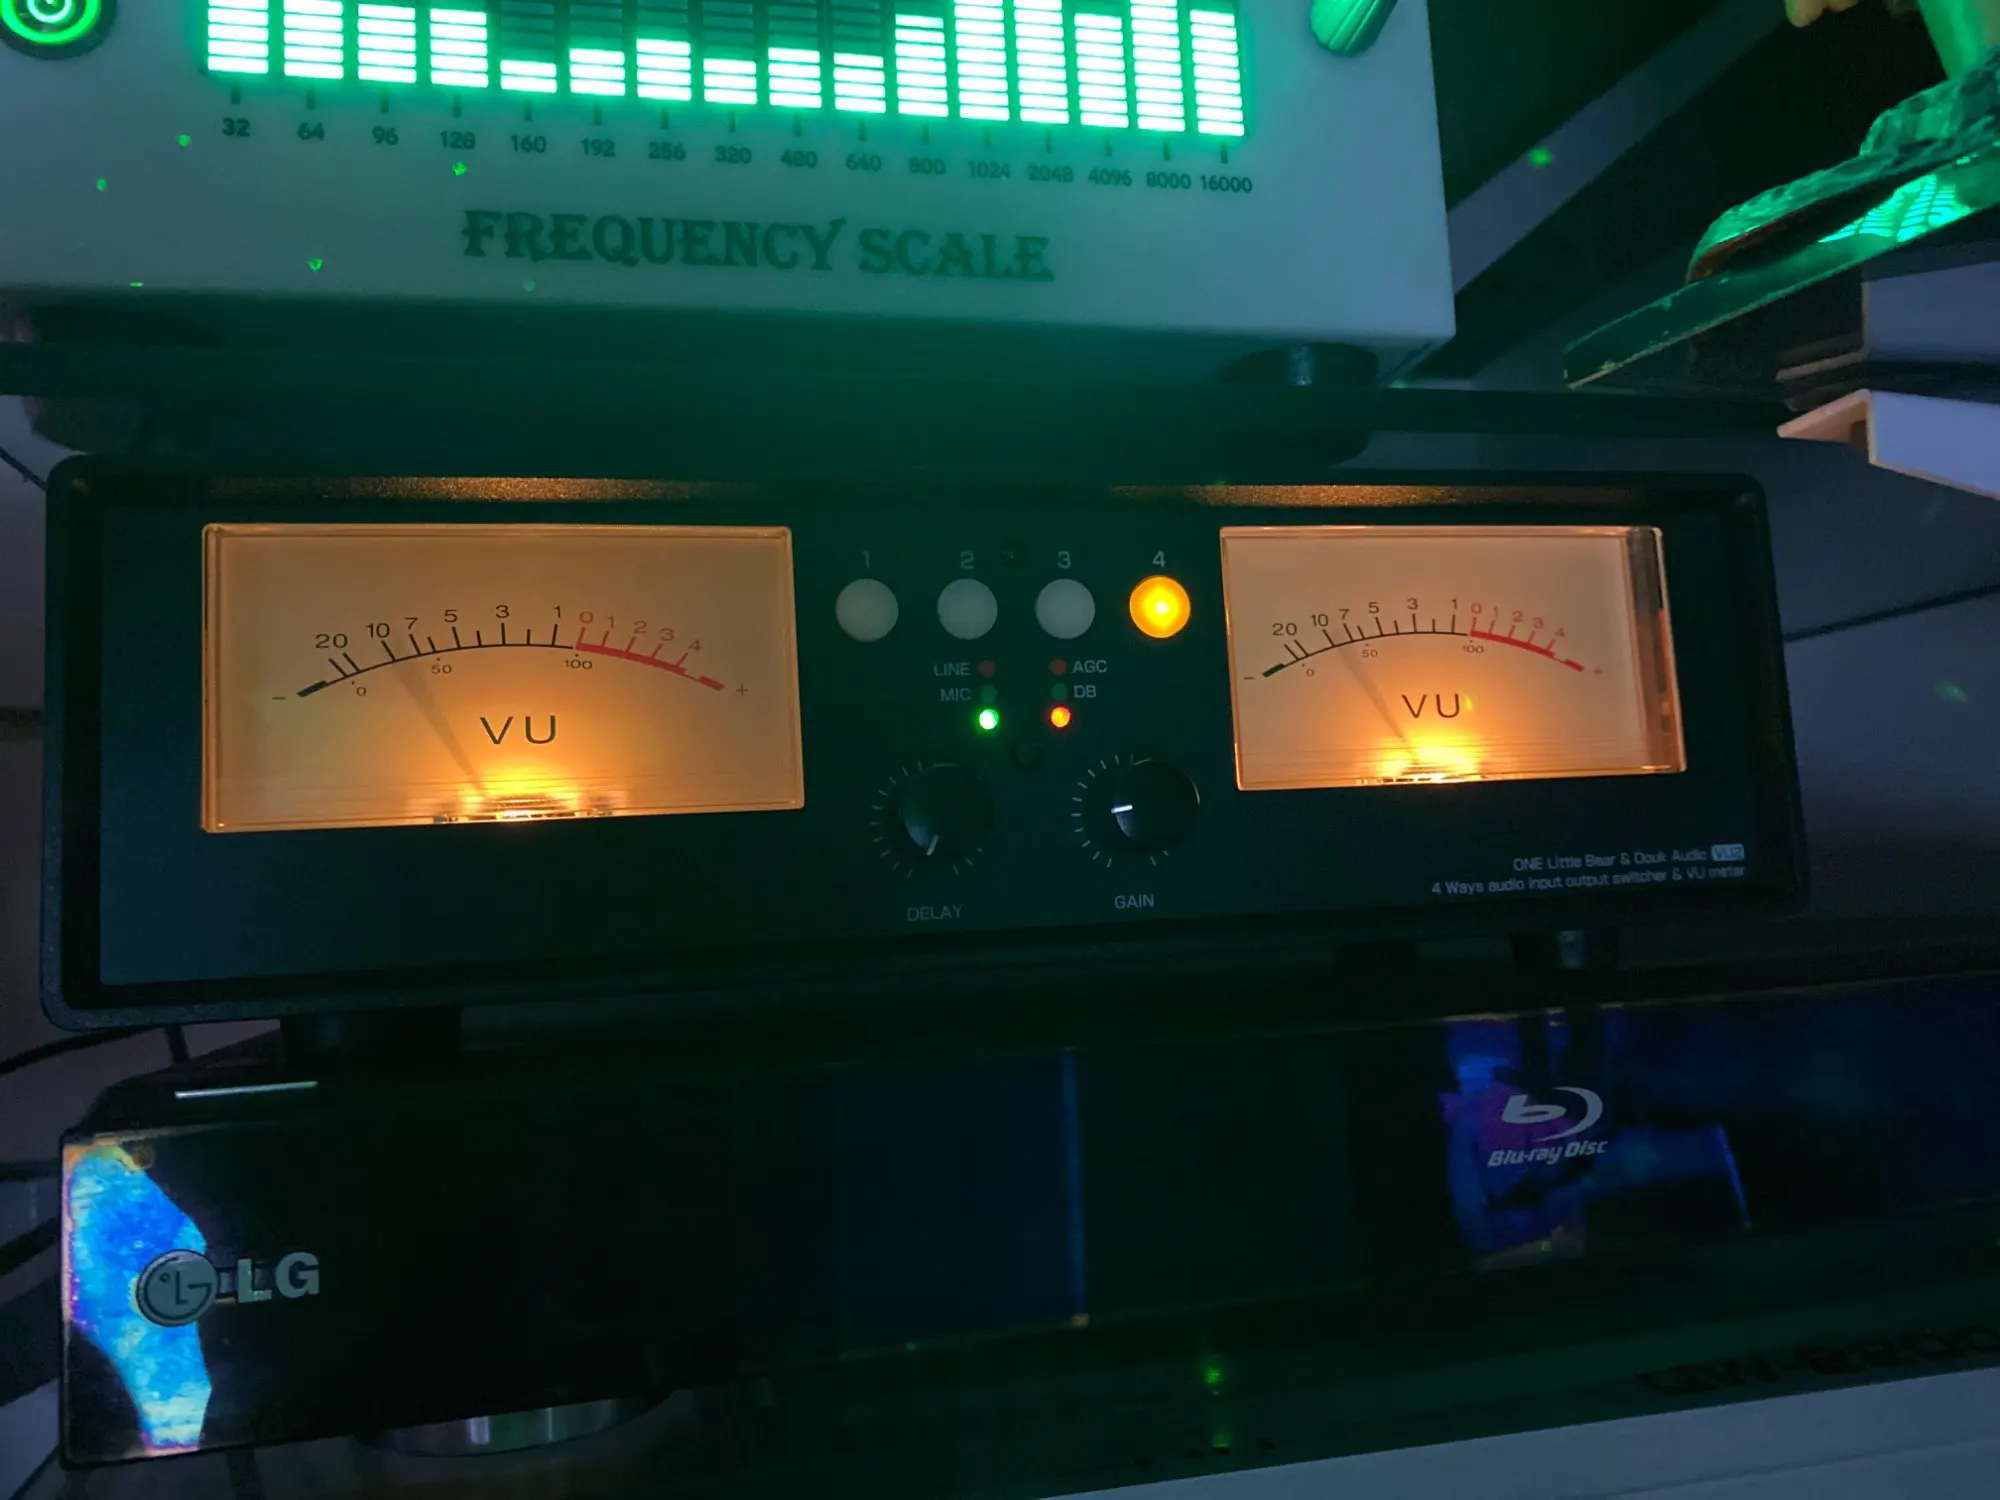 32 64 96 128 160 192 256 320 480 640 800 1024 2048 4096 8000 16000
FREQUENCY SCALE
1 2 3 4
20 10 7 5 3 1 0 1 2 3 4
- 0 50 100 +
VU
LINE AGC
MIC DB
20 10 7 5 3 1 0 1 2 3 4
- 0 50 100 +
VU
DELAY GAIN
ONE Little Bear & Douk Audio VU2
4 Ways audio input output switcher & VU meter
Blu-ray Disc
LG